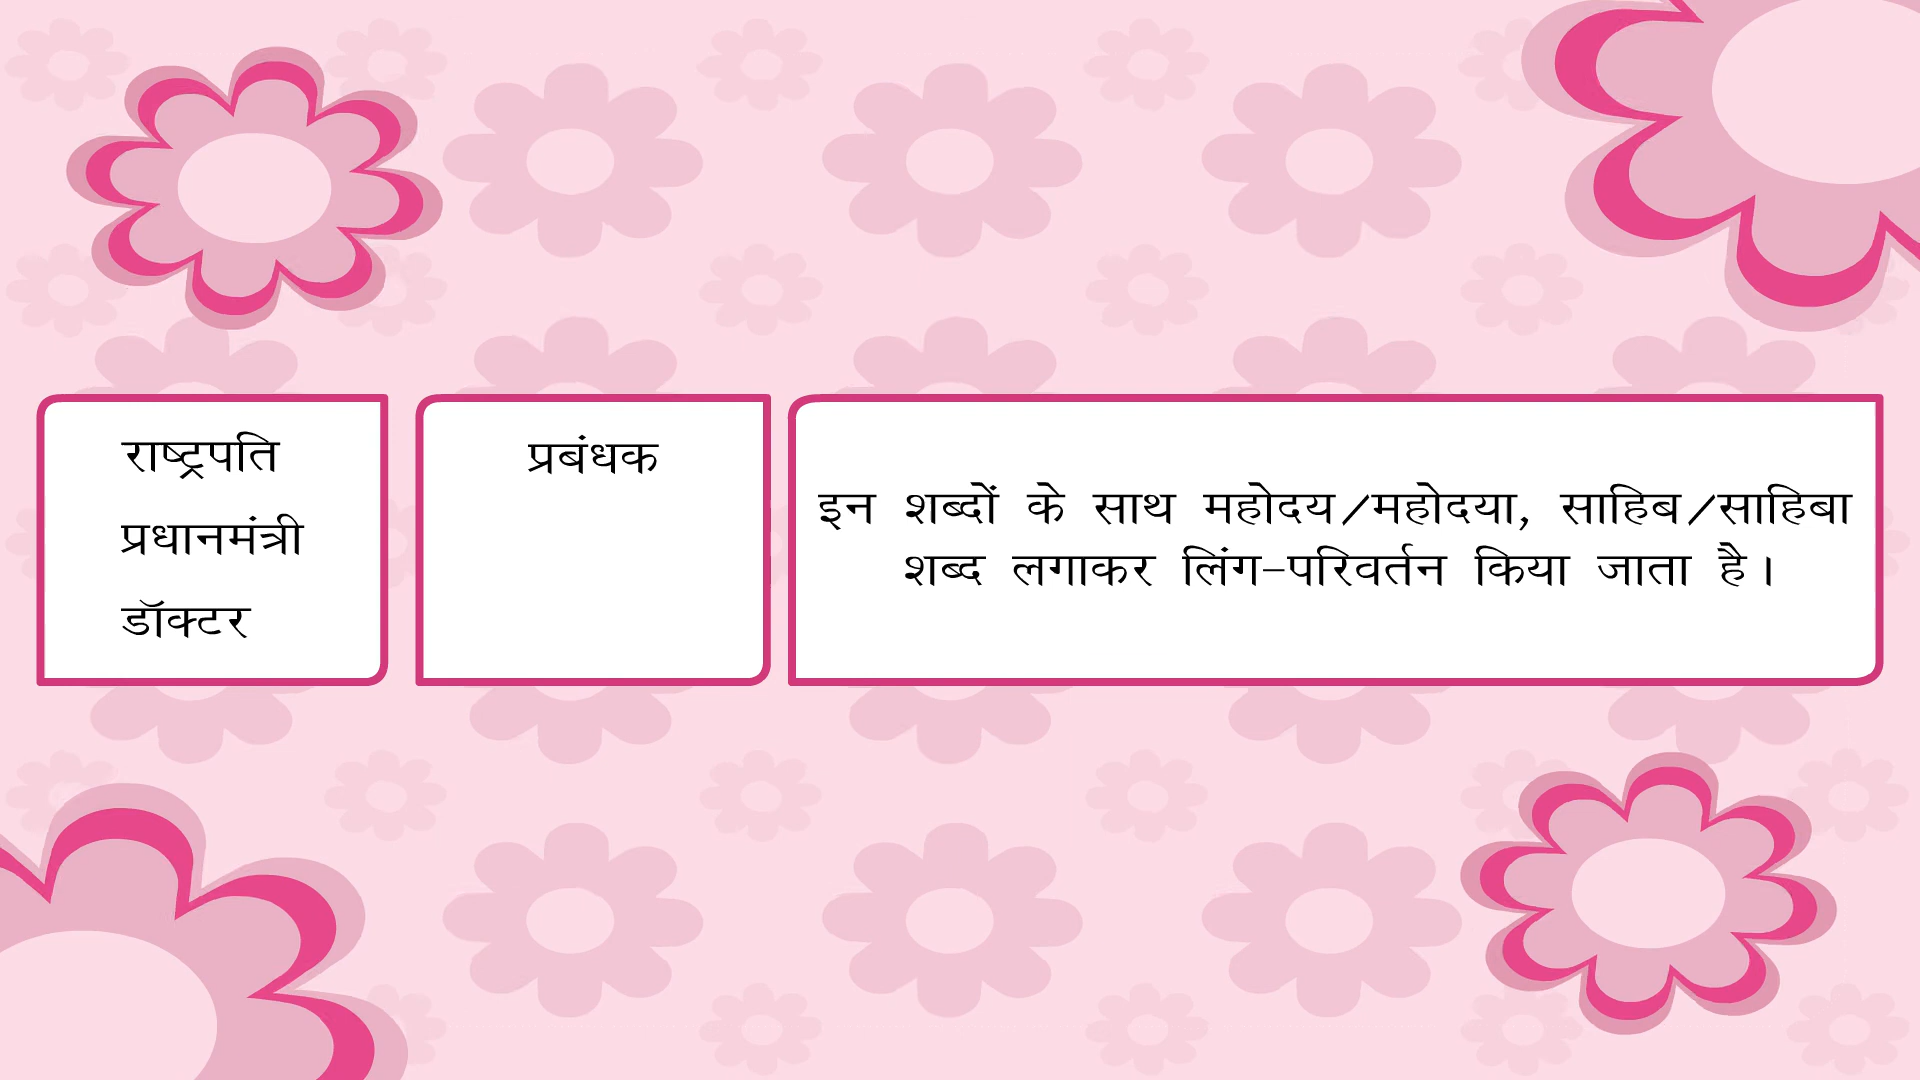 राष्ट्रपति
प्रधानमंत्री
डॉक्टर
प्रबंधक
इन शब्दों के साथ महोदय/महोदया, साहिब/साहिबा
शब्द लगाकर लिंग-परिवर्तन किया जाता है।